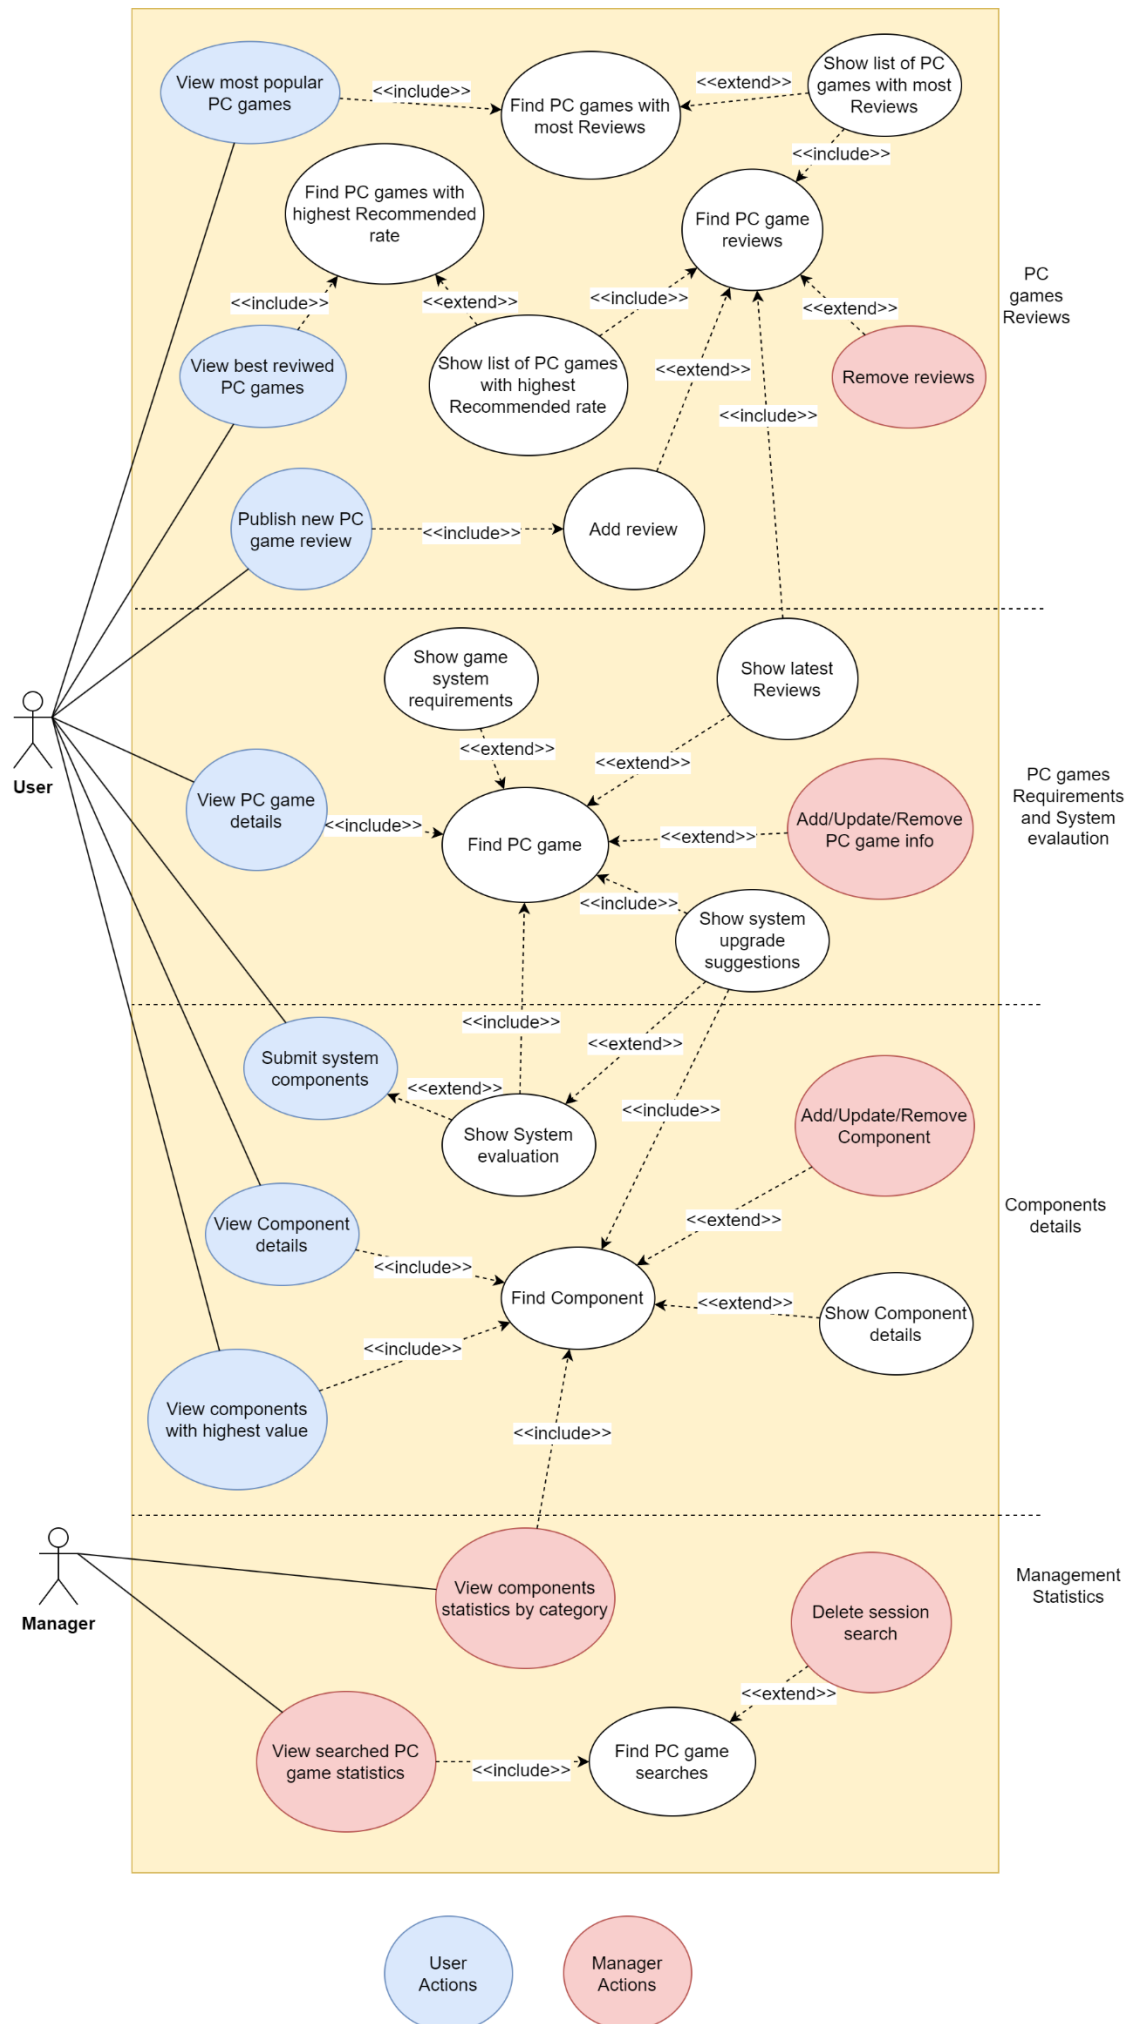 View most popular
PC games
<<include>>
Find PC games with
most Reviews
<<extend>>
Show list of PC
games with most
Reviews
<<include>>
Find PC games with
highest Recommended
rate
Find PC game
reviews
PC
games
Reviews
<<include>>
<<extend>>
<<include>>
<<extend>>
View best reviwed
PC games
Show list of PC games
with highest
Recommended rate
<<extend>>
Remove reviews
<<include>>
Publish new PC
game review
<<include>>
Add review
Show game
system
requirements
Show latest
Reviews
<<extend>>
<<extend>>
User
View PC game
details
<<include>>
Find PC game
<<extend>>
Add/Update/Remove
PC game info
PC games
Requirements
and System
evalaution
<<include>>
Show system
upgrade
suggestions
<<include>>
<<extend>>
Submit system
components
<<extend>>
Show System
evaluation
<<include>>
Add/Update/Remove
Component
View Component
details
<<include>>
<<extend>>
Components
details
Find Component
<<extend>>
Show Component
details
<<include>>
View components
with highest value
<<include>>
Manager
View components
statistics by category
Management
Statistics
Delete session
search
<<extend>>
View searched PC
game statistics
<<include>>
Find PC game
searches
User
Actions
Manager
Actions